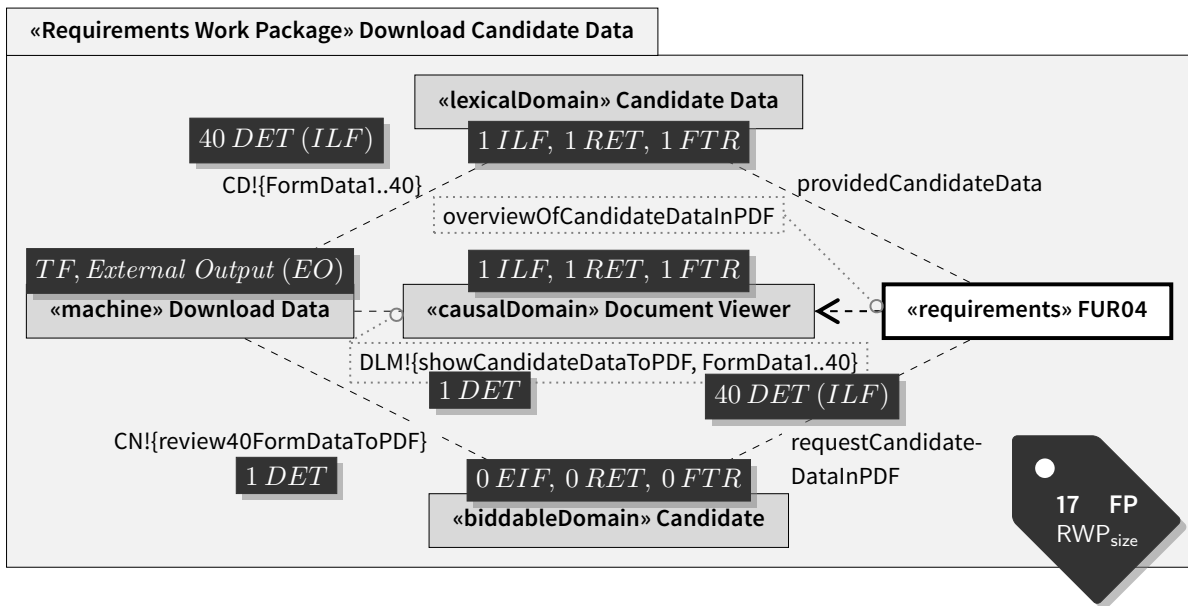 «Requirements Work Package» Download Candidate Data
«lexicalDomain» Candidate Data
40 DET (ILF)
1 ILF, 1 RET, 1 FTR
CD!{FormData1..40}
providedCandidateData
overviewOfCandidateDataInPDF
TF, External Output (EO)
1 ILF, 1 RET, 1 FTR
«machine» Download Data
«causalDomain» Document Viewer
«requirements» FUR04
DLM!{showCandidateDataToPDF, FormData1..40}
1 DET
40 DET (ILF)
CN!{review40FormDataToPDF}
1 DET
requestCandidate-
DataInPDF
0 EIF, 0 RET, 0 FTR
«biddableDomain» Candidate
17 FP
RWPsize